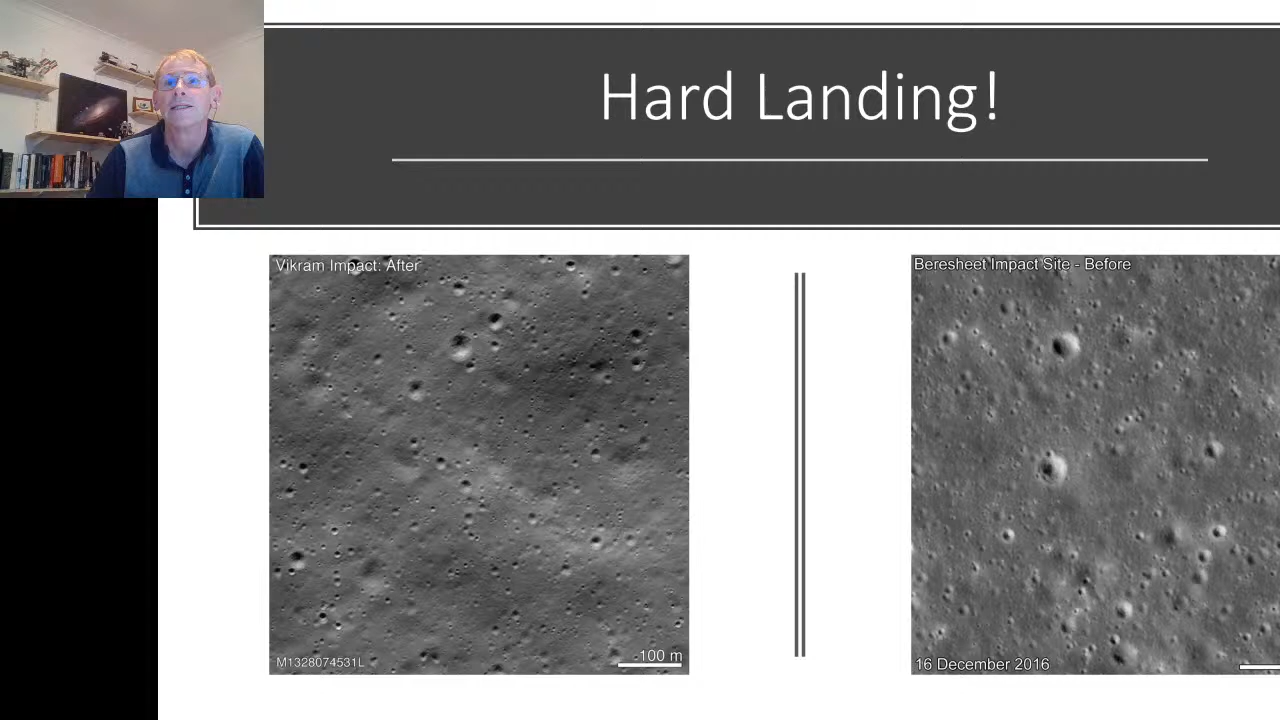 Hard Landing!
Vikram Impact: After
M1328074531L
100 m
Beresheet Impact Site - Before
16 December 2016